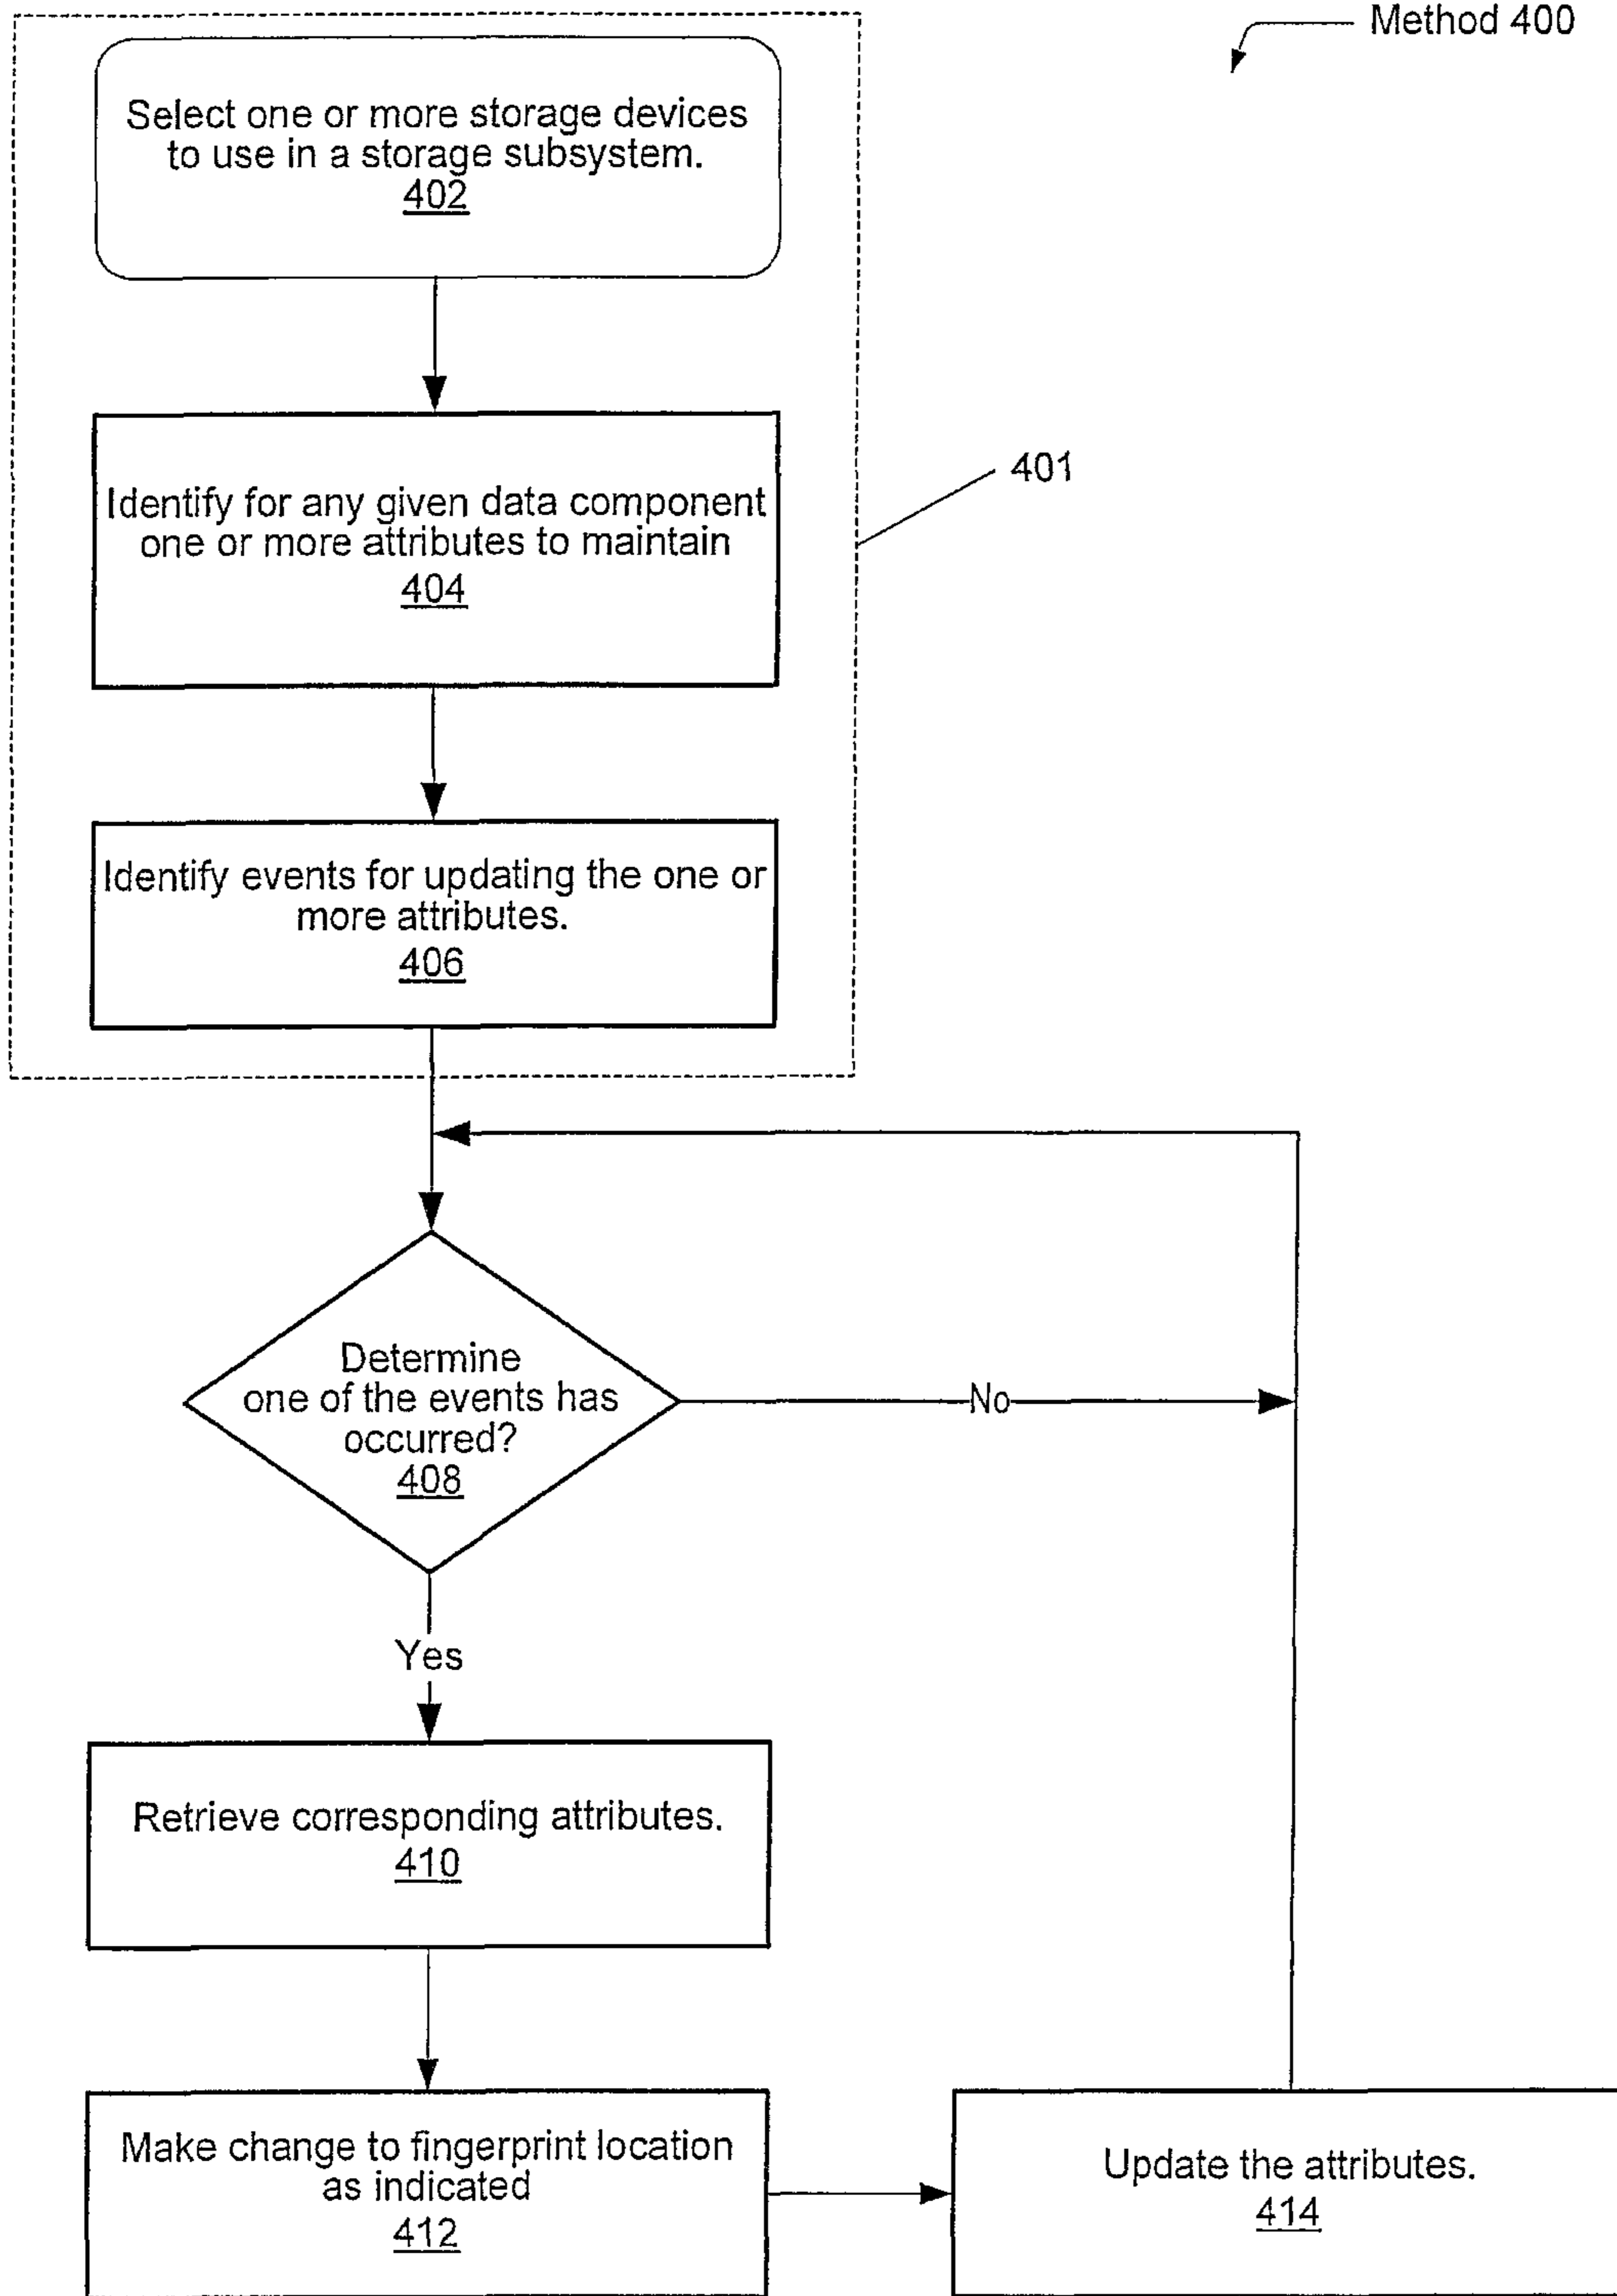 Method 400
Select one or more storage devices
to use in a storage subsystem.
402
Identify for any given data component
one or more attributes to maintain
404
401
Identify events for updating the one or
more attributes.
406
Determine
one of the events has
occurred?
408
No
Yes
Retrieve corresponding attributes.
410
Make change to fingerprint location
as indicated
412
Update the attributes.
414